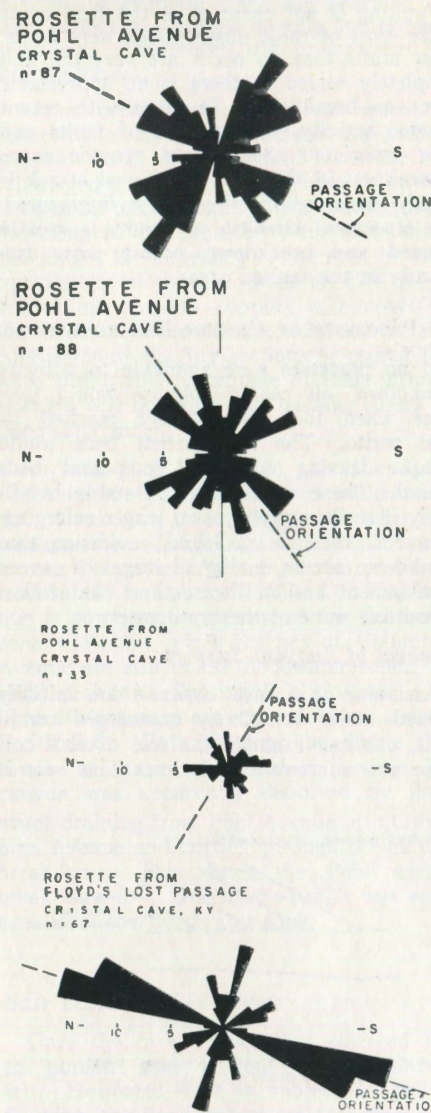 ROSETTE FROM
POHL AVENUE
CRYSTAL CAVE
n=87
N- 10 S
PASSAGE
ORIENTATION
ROSETTE FROM
POHL AVENUE
CRYSTAL CAVE
n = 88
N- 10 5 S
PASSAGE
ORIENTATION
ROSETTE FROM
POHL AVENUE
CRYSTAL CAVE
n = 33
PASSAGE
ORIENTATION
N- 10 5 S
ROSETTE FROM
FLOYD'S LOST PASSAGE
CRYSTAL CAVE, KY
n = 67
N- 10 5 -S
PASSAGE
ORIENTATIO